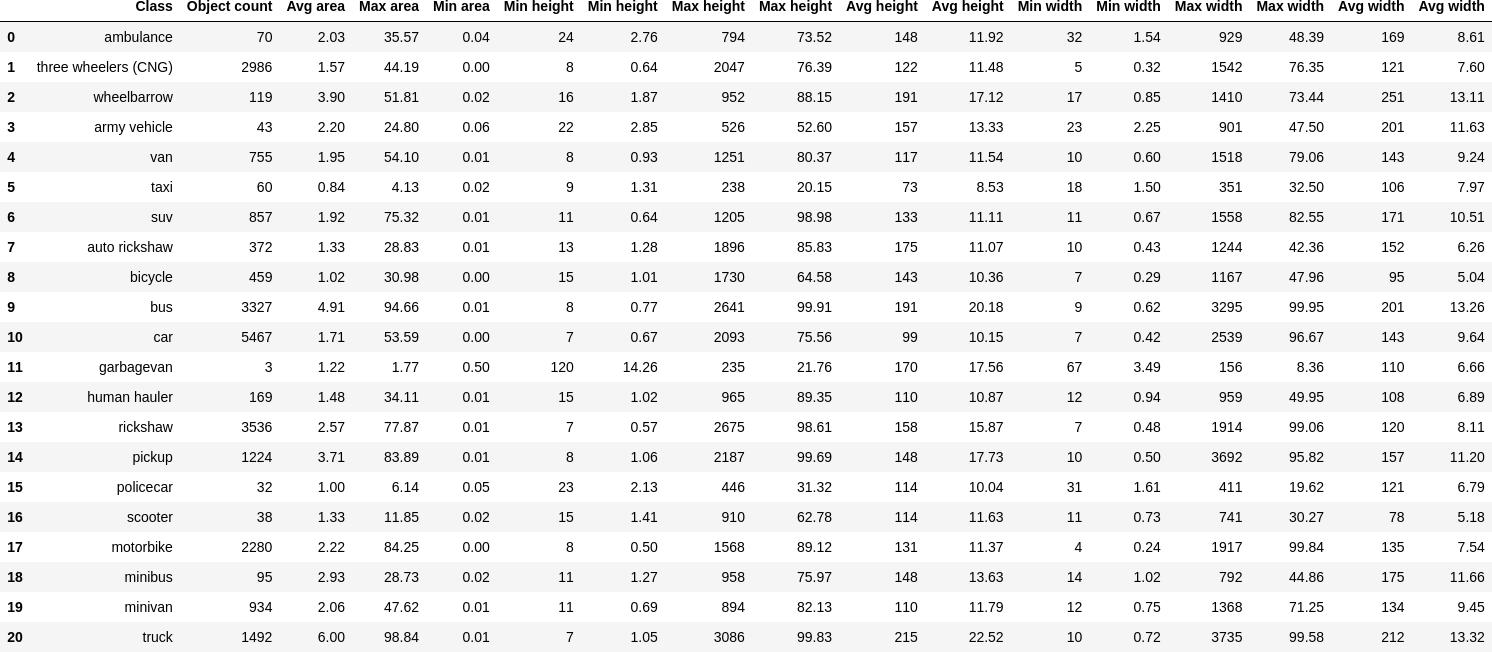 Class Object count Avg area Max area Min area Min height Min height Max height Max height Avg height Avg height Min width Min width Max width Max width Avg width Avg width
0 ambulance 70 2.03 35.57 0.04 24 2.76 794 73.52 148 11.92 32 1.54 929 48.39 169 8.61
1 three wheelers (CNG) 2986 1.57 44.19 0.00 8 0.64 2047 76.39 122 11.48 5 0.32 1542 76.35 121 7.60
2 wheelbarrow 119 3.90 51.81 0.02 16 1.87 952 88.15 191 17.12 17 0.85 1410 73.44 251 13.11
3 army vehicle 43 2.20 24.80 0.06 22 2.85 526 52.60 157 13.33 23 2.25 901 47.50 201 11.63
4 van 755 1.95 54.10 0.01 8 0.93 1251 80.37 117 11.54 10 0.60 1518 79.06 143 9.24
5 taxi 60 0.84 4.13 0.02 9 1.31 238 20.15 73 8.53 18 1.50 351 32.50 106 7.97
6 suv 857 1.92 75.32 0.01 11 0.64 1205 98.98 133 11.11 11 0.67 1558 82.55 171 10.51
7 auto rickshaw 372 1.33 28.83 0.01 13 1.28 1896 85.83 175 11.07 10 0.43 1244 42.36 152 6.26
8 bicycle 459 1.02 30.98 0.00 15 1.01 1730 64.58 143 10.36 7 0.29 1167 47.96 95 5.04
9 bus 3327 4.91 94.66 0.01 8 0.77 2641 99.91 191 20.18 9 0.62 3295 99.95 201 13.26
10 car 5467 1.71 53.59 0.00 7 0.67 2093 75.56 99 10.15 7 0.42 2539 96.67 143 9.64
11 garbagevan 3 1.22 1.77 0.50 120 14.26 235 21.76 170 17.56 67 3.49 156 8.36 110 6.66
12 human hauler 169 1.48 34.11 0.01 15 1.02 965 89.35 110 10.87 12 0.94 959 49.95 108 6.89
13 rickshaw 3536 2.57 77.87 0.01 7 0.57 2675 98.61 158 15.87 7 0.48 1914 99.06 120 8.11
14 pickup 1224 3.71 83.89 0.01 8 1.06 2187 99.69 148 17.73 10 0.50 3692 95.82 157 11.20
15 policecar 32 1.00 6.14 0.05 23 2.13 446 31.32 114 10.04 31 1.61 411 19.62 121 6.79
16 scooter 38 1.33 11.85 0.02 15 1.41 910 62.78 114 11.63 11 0.73 741 30.27 78 5.18
17 motorbike 2280 2.22 84.25 0.00 8 0.50 1568 89.12 131 11.37 4 0.24 1917 99.84 135 7.54
18 minibus 95 2.93 28.73 0.02 11 1.27 958 75.97 148 13.63 14 1.02 792 44.86 175 11.66
19 minivan 934 2.06 47.62 0.01 11 0.69 894 82.13 110 11.79 12 0.75 1368 71.25 134 9.45
20 truck 1492 6.00 98.84 0.01 7 1.05 3086 99.83 215 22.52 10 0.72 3735 99.58 212 13.32